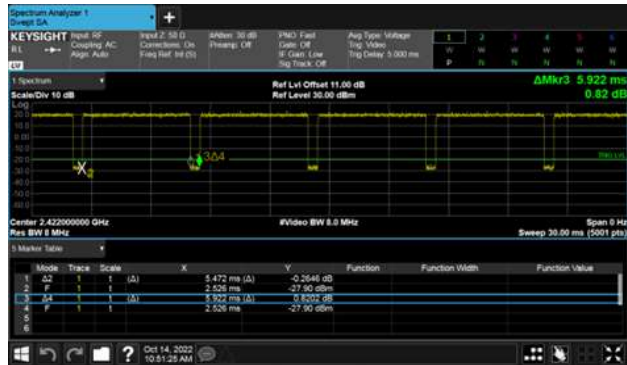 Spectrum Analyzer 1
Swept SA
+
KEYSIGHT Input: RF Input Z: 50 Ω #Atten: 30 dB PNO: Fast Avg Type: Voltage 1 2 3 4 5 6
RL Coupling: AC Corrections: On Preamp: Off Gate: Off Trig: Video W W W W W W
Align: Auto Freq Ref: Int (S) IF Gain: Low Trig Delay: 5.000 ms P N N N N N
Sig Track: Off
1 Spectrum
Ref Lvl Offset 11.00 dB ΔMkr3 5.922 ms
Scale/Div 10 dB Ref Level 30.00 dBm 0.82 dB
Log
20.0
10.0
0.00
3Δ4
Center 2.422000000 GHz #Video BW 8.0 MHz Span 0 Hz
Res BW 8 MHz Sweep 30.00 ms (5001 pts)
5 Marker Table
Mode Trace Scale X Y Function Function Width Function Value
1 Δ2 1 t (Δ) 5.472 ms (Δ) -0.2646 dB
2 F 1 t 2.526 ms -27.90 dBm
3 Δ4 1 t (Δ) 5.922 ms (Δ) 0.8202 dB
4 F 1 t 2.526 ms -27.90 dBm
5
6
? Oct 14, 2022
10:51:25 AM